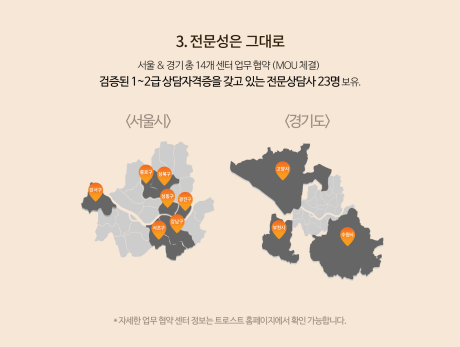 3. 전문성은 그대로
서울 & 경기 총 14개 센터 업무 협약 (MOU 체결)
검증된 1~2급 상담자격증을 갖고 있는 전문상담사 23명 보유.
〈서울시〉
〈경기도〉
종로구
성북구
강서구
성동구
광진구
강남구
서초구
고양시
부천시
수원시
* 자세한 업무 협약 센터 정보는 트로스트 홈페이지에서 확인 가능합니다.